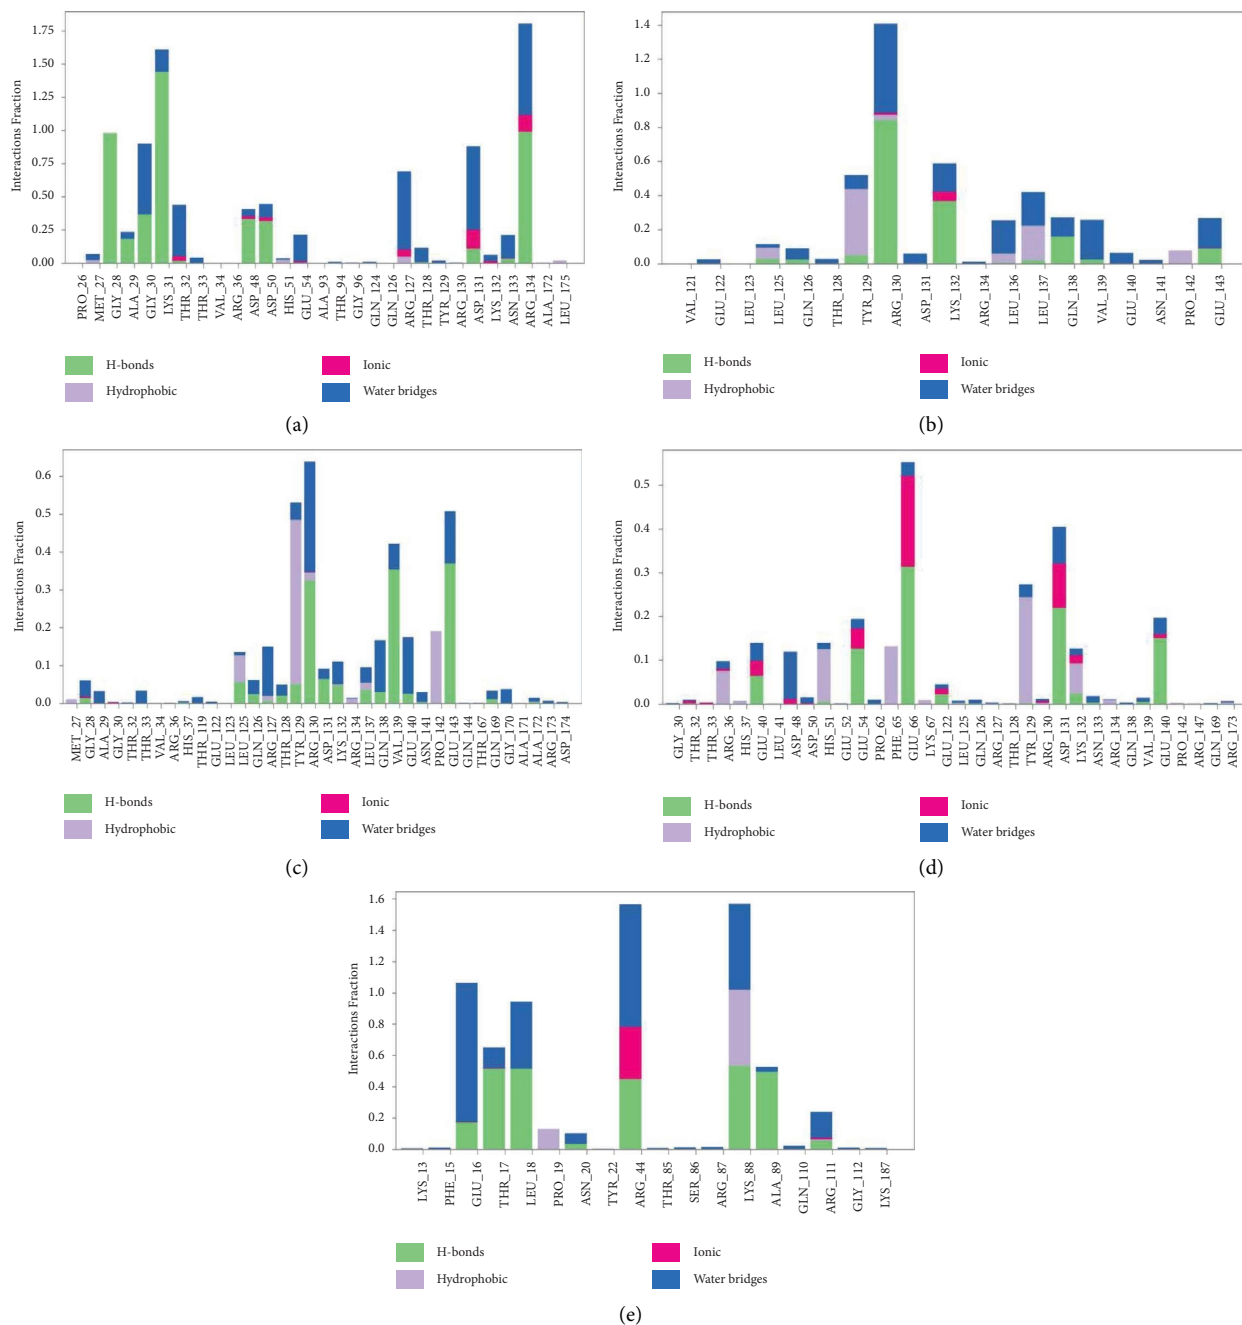 Interactions Fraction
1.75
1.50
1.25
1.00
0.75
0.50
0.25
0.00
PRO_26
MET_27
GLY_28
ALA_29
GLY_30
LYS_31
THR_32
THR_33
VAL_34
ARG_36
ASP_48
ASP_50
HIS_51
GLU_54
ALA_93
THR_94
GLY_96
GLN_124
GLN_126
ARG_127
THR_128
TYR_129
ARG_130
ASP_131
LYS_132
ASN_133
ARG_134
ALA_172
LEU_175
H-bonds
Hydrophobic
Ionic
Water bridges
(a)
Interactions Fraction
1.4
1.2
1.0
0.8
0.6
0.4
0.2
0.0
VAL_121
GLU_122
LEU_123
LEU_125
GLN_126
THR_128
TYR_129
ARG_130
ASP_131
LYS_132
ARG_134
LEU_136
LEU_137
GLN_138
VAL_139
GLU_140
ASN_141
PRO_142
GLU_143
H-bonds
Hydrophobic
Ionic
Water bridges
(b)
Interactions Fraction
0.6
0.5
0.4
0.3
0.2
0.1
0.0
MET_27
GLY_28
ALA_29
GLY_30
THR_32
THR_33
VAL_34
ARG_36
HIS_37
THR_119
GLU_122
LEU_123
LEU_125
GLN_126
ARG_127
THR_128
TYR_129
ARG_130
ASP_131
LYS_132
ARG_134
LEU_137
GLN_138
VAL_139
GLU_140
ASN_141
PRO_142
GLU_143
GLN_144
THR_167
GLN_169
GLY_170
ALA_171
ALA_172
ARG_173
ASP_174
H-bonds
Hydrophobic
Ionic
Water bridges
(c)
Interactions Fraction
0.5
0.4
0.3
0.2
0.1
0.0
GLY_30
THR_32
THR_33
ARG_36
HIS_37
GLU_40
LEU_41
ASP_48
ASP_50
HIS_51
GLU_52
GLU_54
PRO_62
PHE_65
GLU_66
LYS_67
GLU_122
LEU_125
GLN_126
ARG_127
THR_128
TYR_129
ARG_130
ASP_131
LYS_132
ASN_133
ARG_134
GLN_138
VAL_139
GLU_140
PRO_142
ARG_147
GLN_169
ARG_173
H-bonds
Hydrophobic
Ionic
Water bridges
(d)
Interactions Fraction
1.6
1.4
1.2
1.0
0.8
0.6
0.4
0.2
0.0
LYS_13
PHE_15
GLU_16
THR_17
LEU_18
PRO_19
ASN_20
TYR_22
ARG_44
THR_85
SER_86
ARG_87
LYS_88
ALA_89
GLN_110
ARG_111
GLY_112
LYS_187
H-bonds
Hydrophobic
Ionic
Water bridges
(e)